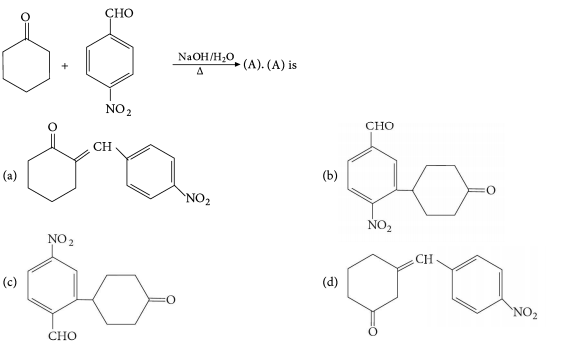 O CHO
+ NaOH/H₂O
Δ
(A). (A) is
NO₂
(a) O CH NO₂
(b) CHO NO₂ O
(c) NO₂ CHO O
(d) CH O NO₂